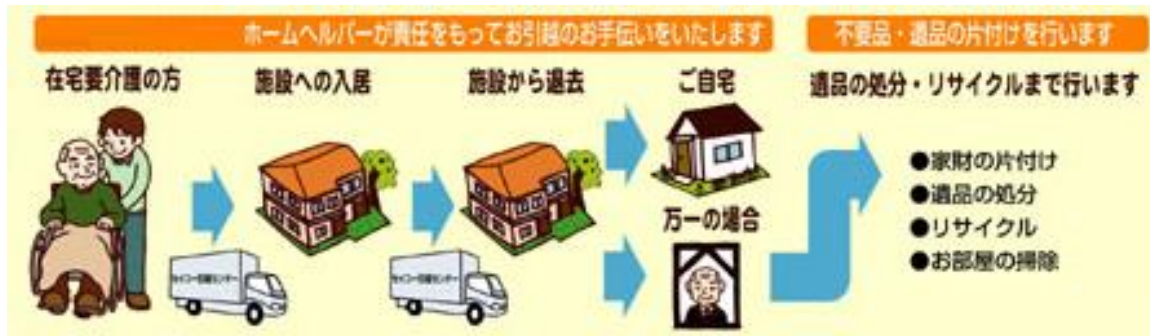 ホームヘルパーが責任をもってお引越のお手伝いをいたします
不要品・遺品の片付けを行います
在宅要介護の方
施設への入居
施設から退去
ご自宅
遺品の処分・リサイクルまで行います
●家財の片付け
●遺品の処分
●リサイクル
●お部屋の掃除
万一の場合